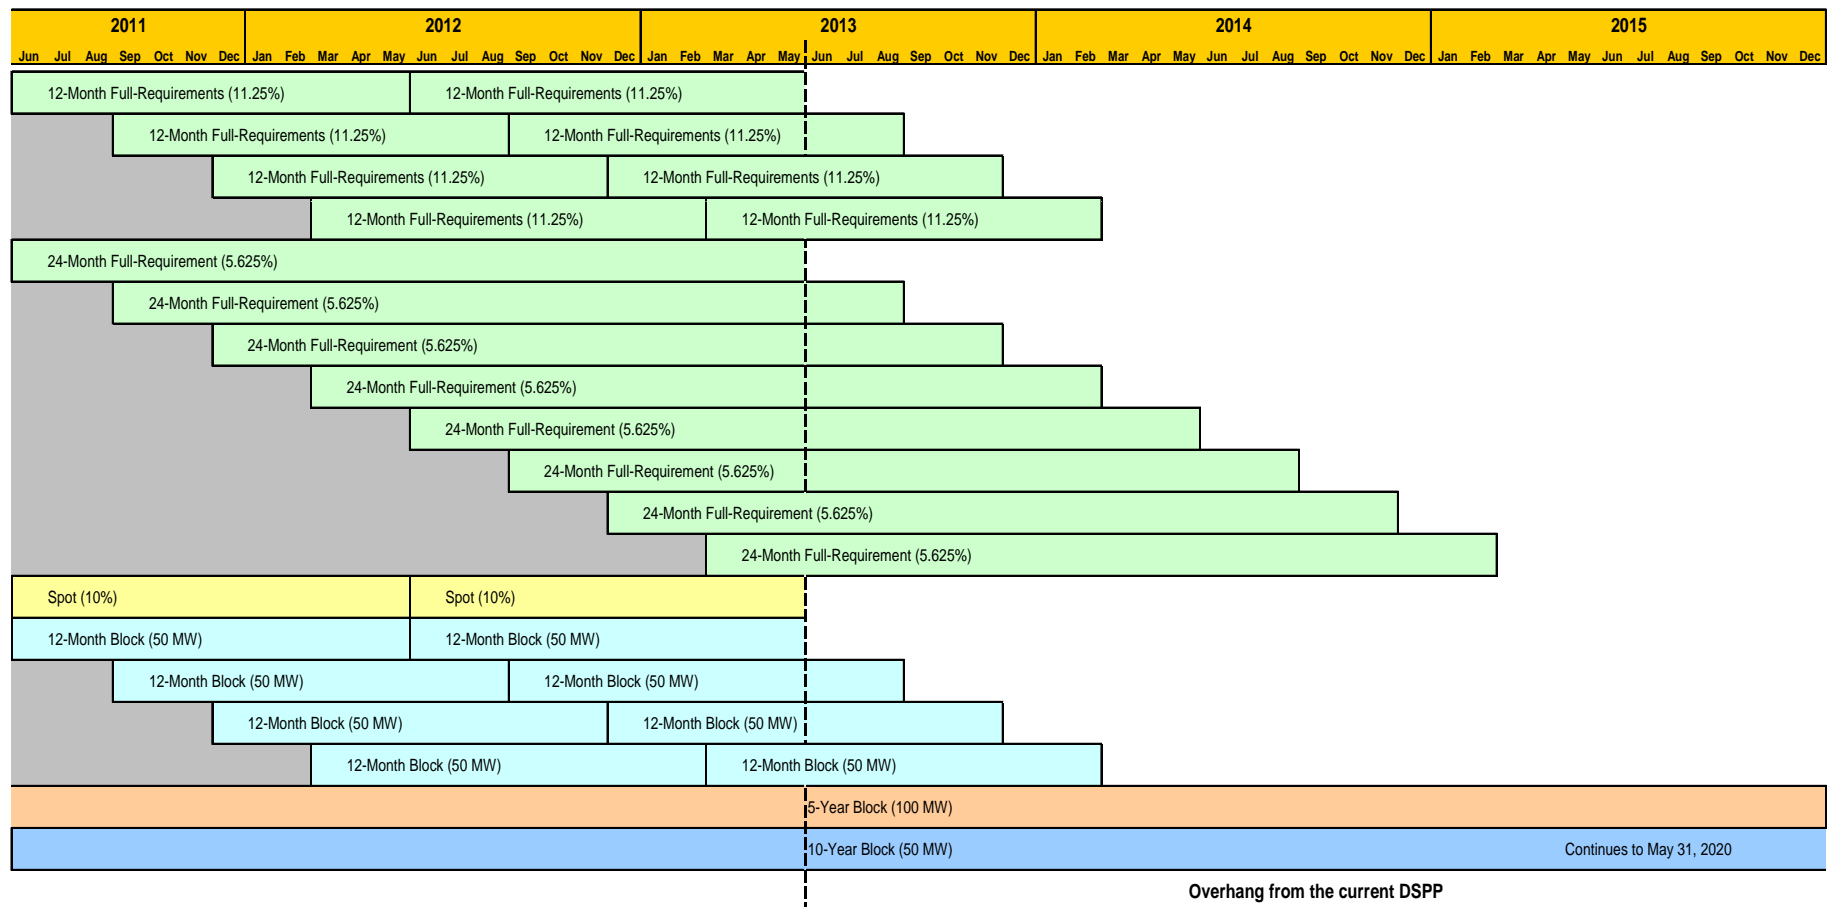 2011 2012 2013 2014 2015
Jun Jul Aug Sep Oct Nov Dec Jan Feb Mar Apr May Jun Jul Aug Sep Oct Nov Dec Jan Feb Mar Apr May Jun Jul Aug Sep Oct Nov Dec Jan Feb Mar Apr May Jun Jul Aug Sep Oct Nov Dec Jan Feb Mar Apr May Jun Jul Aug Sep Oct Nov Dec
12-Month Full-Requirements (11.25%) 12-Month Full-Requirements (11.25%)
12-Month Full-Requirements (11.25%) 12-Month Full-Requirements (11.25%)
12-Month Full-Requirements (11.25%) 12-Month Full-Requirements (11.25%)
12-Month Full-Requirements (11.25%) 12-Month Full-Requirements (11.25%)
24-Month Full-Requirement (5.625%)
24-Month Full-Requirement (5.625%)
24-Month Full-Requirement (5.625%)
24-Month Full-Requirement (5.625%)
24-Month Full-Requirement (5.625%)
24-Month Full-Requirement (5.625%)
24-Month Full-Requirement (5.625%)
24-Month Full-Requirement (5.625%)
Spot (10%) Spot (10%)
12-Month Block (50 MW) 12-Month Block (50 MW)
12-Month Block (50 MW) 12-Month Block (50 MW)
12-Month Block (50 MW) 12-Month Block (50 MW)
12-Month Block (50 MW) 12-Month Block (50 MW)
5-Year Block (100 MW)
10-Year Block (50 MW) Continues to May 31, 2020
Overhang from the current DSPP